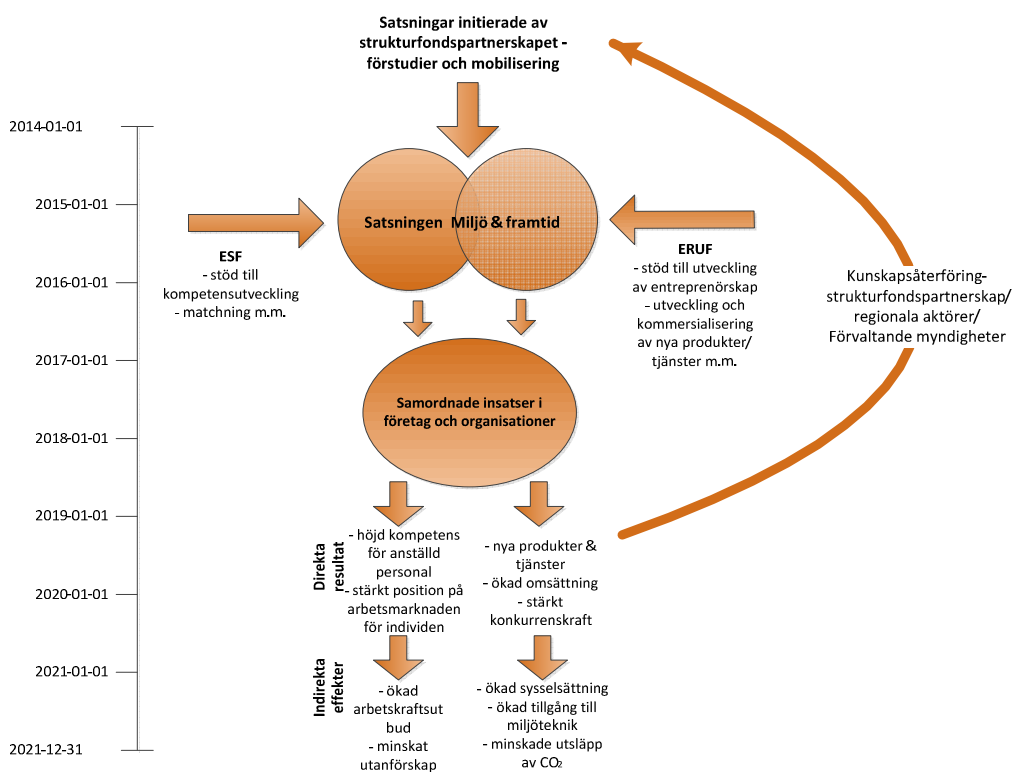 Satsningar initierade av
strukturfondspartnerskapet -
förstudier och mobilisering
2014-01-01
2015-01-01
2016-01-01
2017-01-01
2018-01-01
2019-01-01
2020-01-01
2021-01-01
2021-12-31
Satsningen Miljö & framtid
ESF
- stöd till
kompetensutveckling
- matchning m.m.
ERUF
- stöd till utveckling
av entreprenörskap
- utveckling och
kommersialisering
av nya produkter/
tjänster m.m.
Kunskapsåterföring-
strukturfondspartnerskap/
regionala aktörer/
Förvaltande myndigheter
Samordnade insatser i
företag och organisationer
Direkta
resultat
- höjd kompetens
för anställd
personal
- stärkt position på
arbetsmarknaden
för individen
- nya produkter &
tjänster
- ökad omsättning
- stärkt
konkurrenskraft
Indirekta
effekter
- ökad
arbetskraftsut
bud
- minskat
utanförskap
- ökad sysselsättning
- ökad tillgång till
miljöteknik
- minskade utsläpp
av CO2